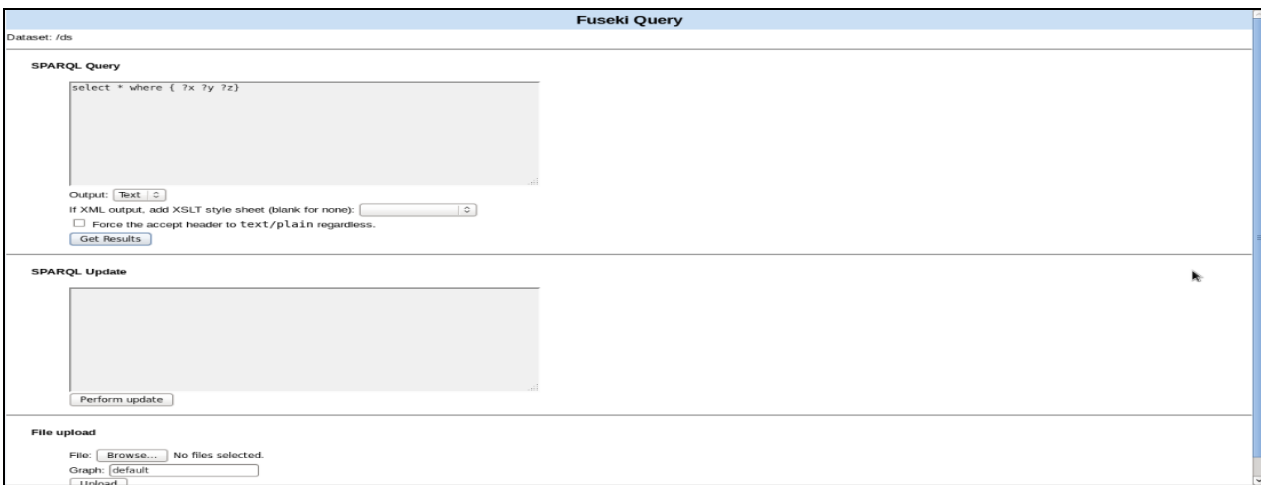 Fuseki Query
Dataset: /ds
SPARQL Query
select * where { ?x ?y ?z}
Output: Text
If XML output, add XSLT style sheet (blank for none):
Force the accept header to text/plain regardless.
Get Results
SPARQL Update
Perform update
File upload
File: Browse... No files selected.
Graph: default
Upload